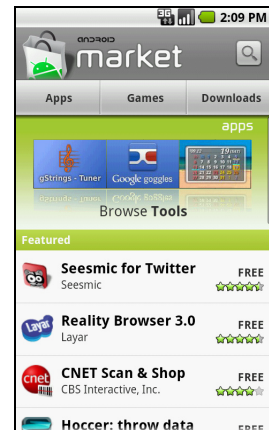 3G 2:09 PM
android
market
Apps Games Downloads
apps
gStrings - Tuner Google goggles
Browse Tools
Featured
Seesmic for Twitter
FREE
Seesmic
Layar
Reality Browser 3.0
FREE
Layar
cnet
CNET Scan & Shop
FREE
CBS Interactive, Inc.
Hoccer: throw data
FREE